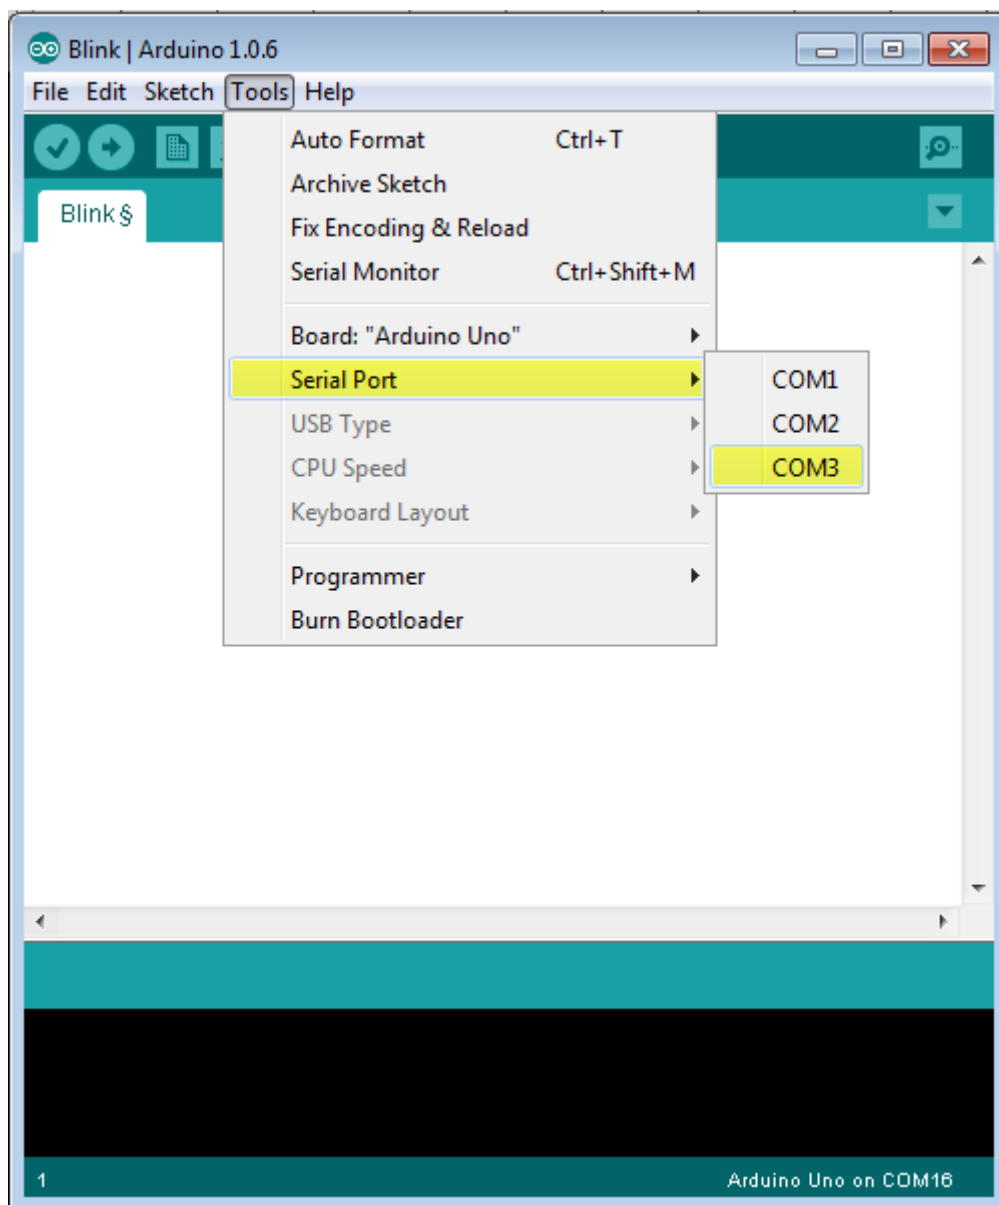 Blink | Arduino 1.0.6
File Edit Sketch Tools Help
Auto Format Ctrl+T
Archive Sketch
Blink §
Fix Encoding & Reload
Serial Monitor Ctrl+Shift+M
Board: "Arduino Uno"
Serial Port
COM1
USB Type
COM2
CPU Speed
COM3
Keyboard Layout
Programmer
Burn Bootloader
1 Arduino Uno on COM16